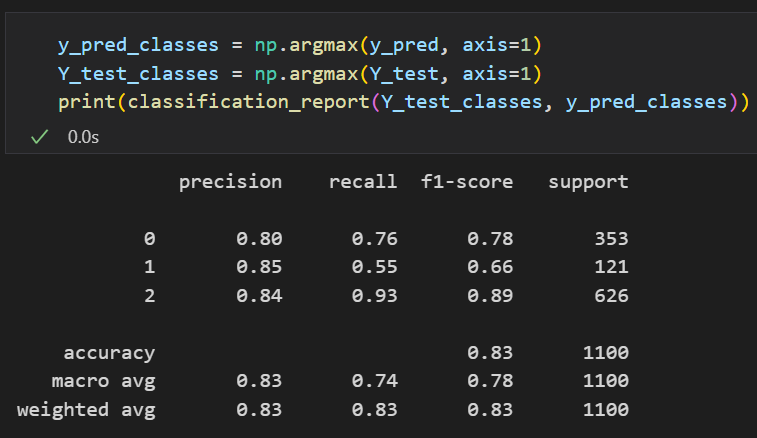 y_pred_classes = np.argmax(y_pred, axis=1)
Y_test_classes = np.argmax(Y_test, axis=1)
print(classification_report(Y_test_classes, y_pred_classes))
✓ 0.0s
precision recall f1-score support
0 0.80 0.76 0.78 353
1 0.85 0.55 0.66 121
2 0.84 0.93 0.89 626
accuracy 0.83 1100
macro avg 0.83 0.74 0.78 1100
weighted avg 0.83 0.83 0.83 1100